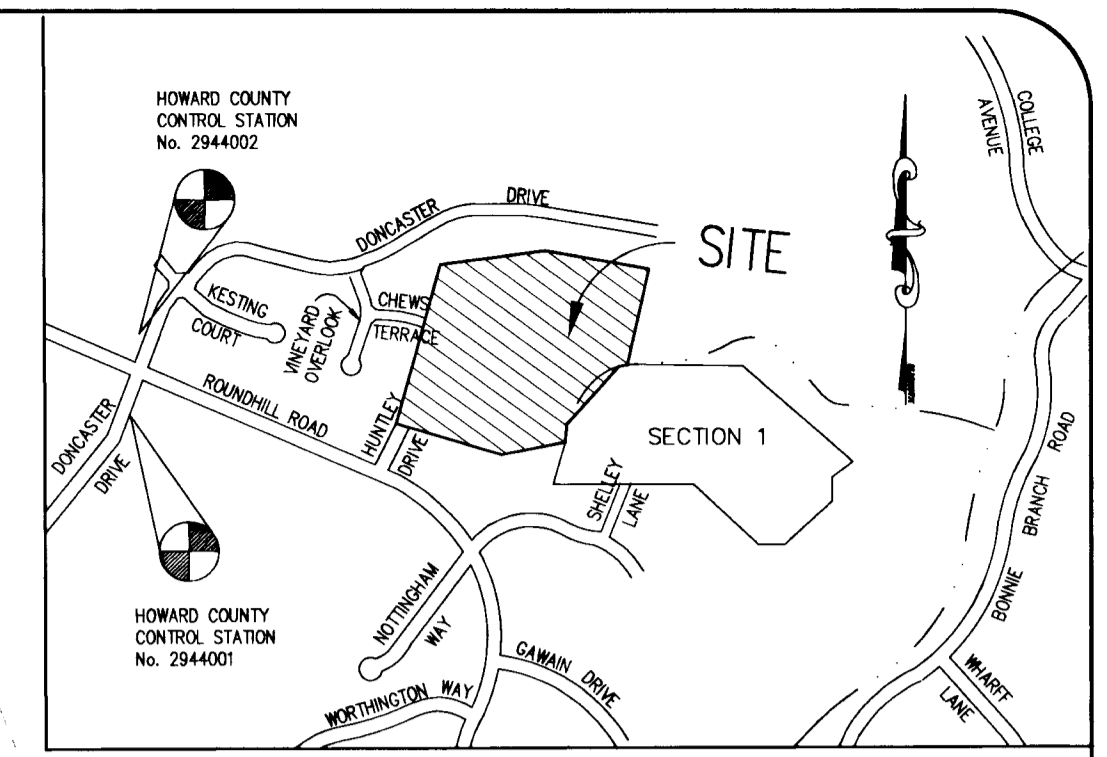 HOWARD COUNTY
CONTROL STATION
No. 2944002
COLLEGE
AVENUE
DONCASTER DRIVE
SITE
KESTING
COURT
VINEYARD
OVERLOOK
CHEWS
TERRACE
ROUNDHILL ROAD
HUNTLEY
DRIVE
DONCASTER
DRIVE
SECTION 1
SHELLEY
LANE
BONNIE BRANCH ROAD
NOTTINGHAM
WAY
HOWARD COUNTY
CONTROL STATION
No. 2944001
GAWAIN DRIVE
WORTHINGTON WAY
WHARFF
LANE